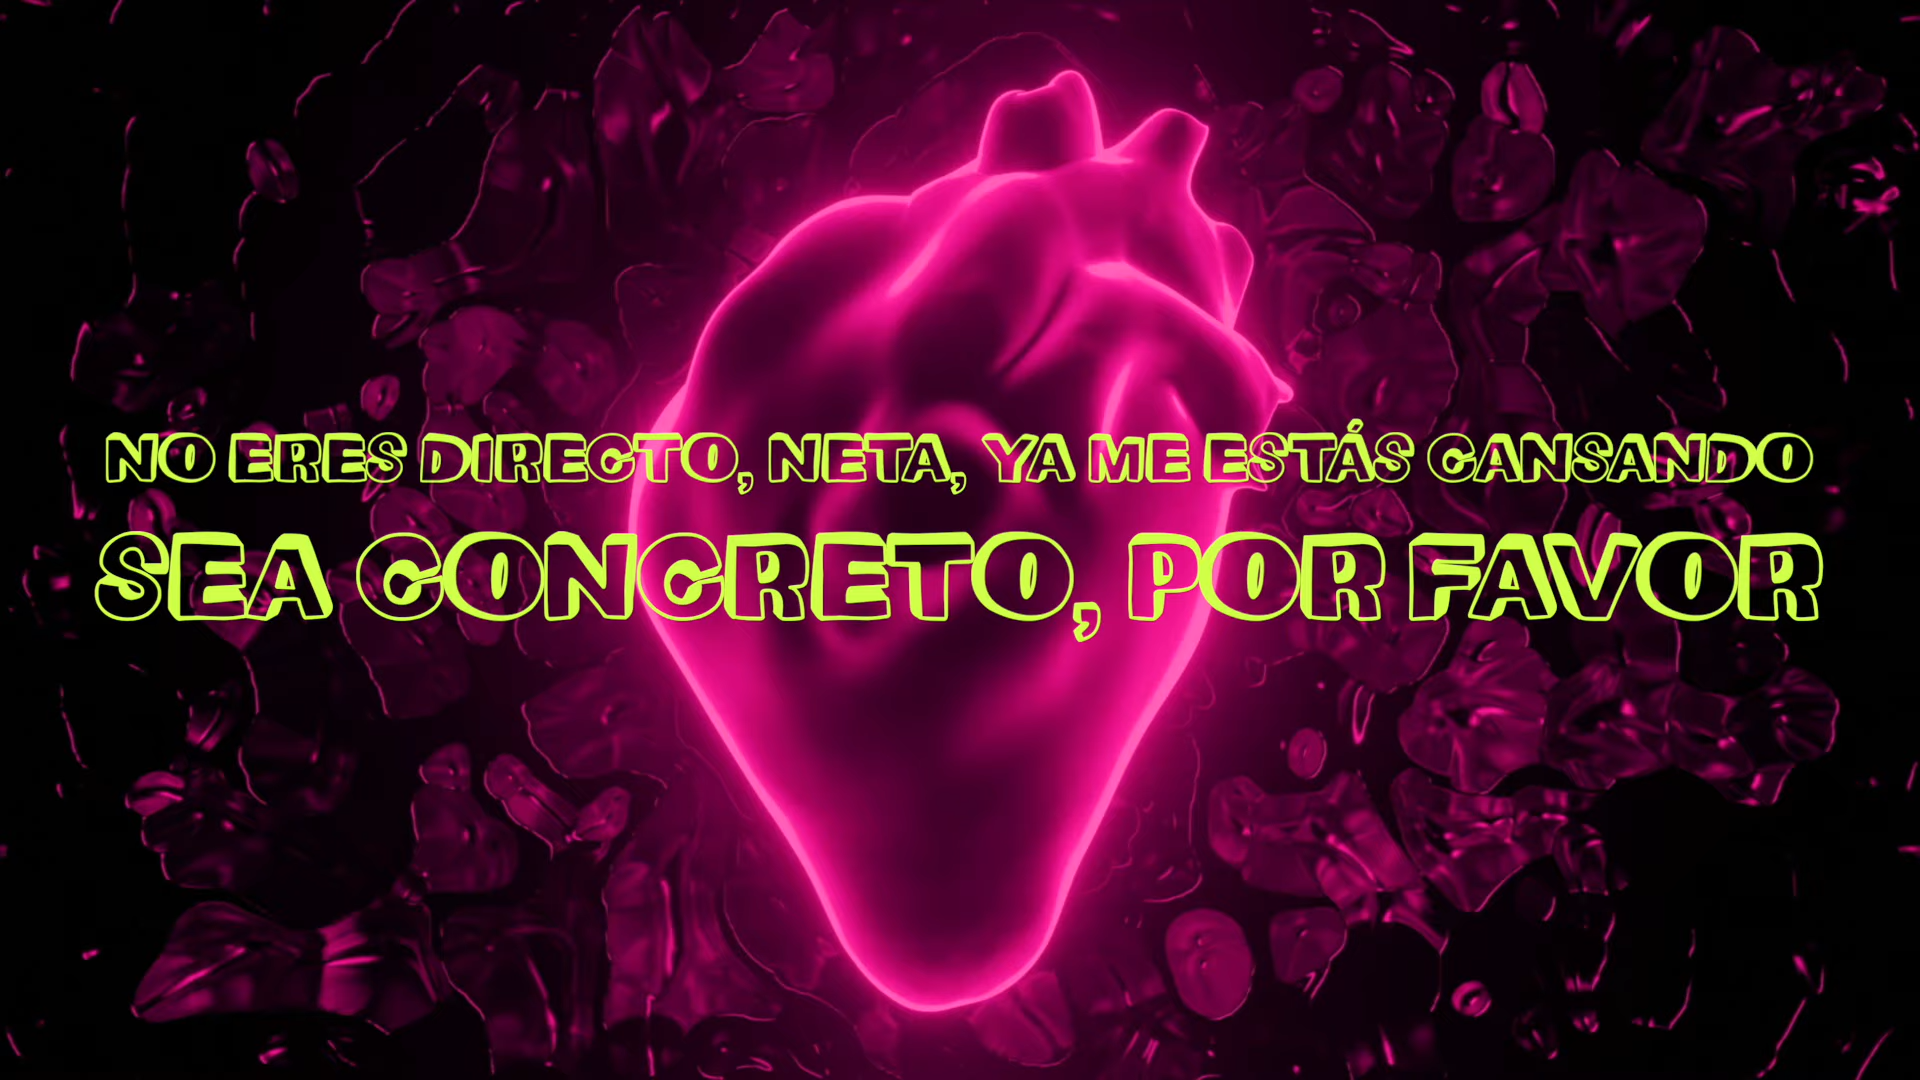 NO ERES DIRECTO, NETA, YA ME ESTÁS CANSANDO
SEA CONCRETO, POR FAVOR